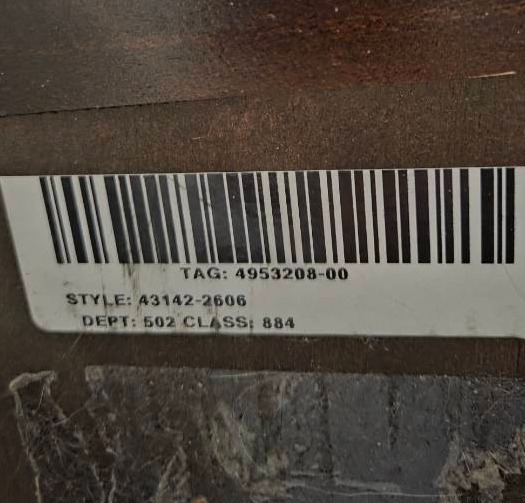 TAG: 4953208-00
STYLE: 43142-2606
DEPT: 502 CLASS: 884